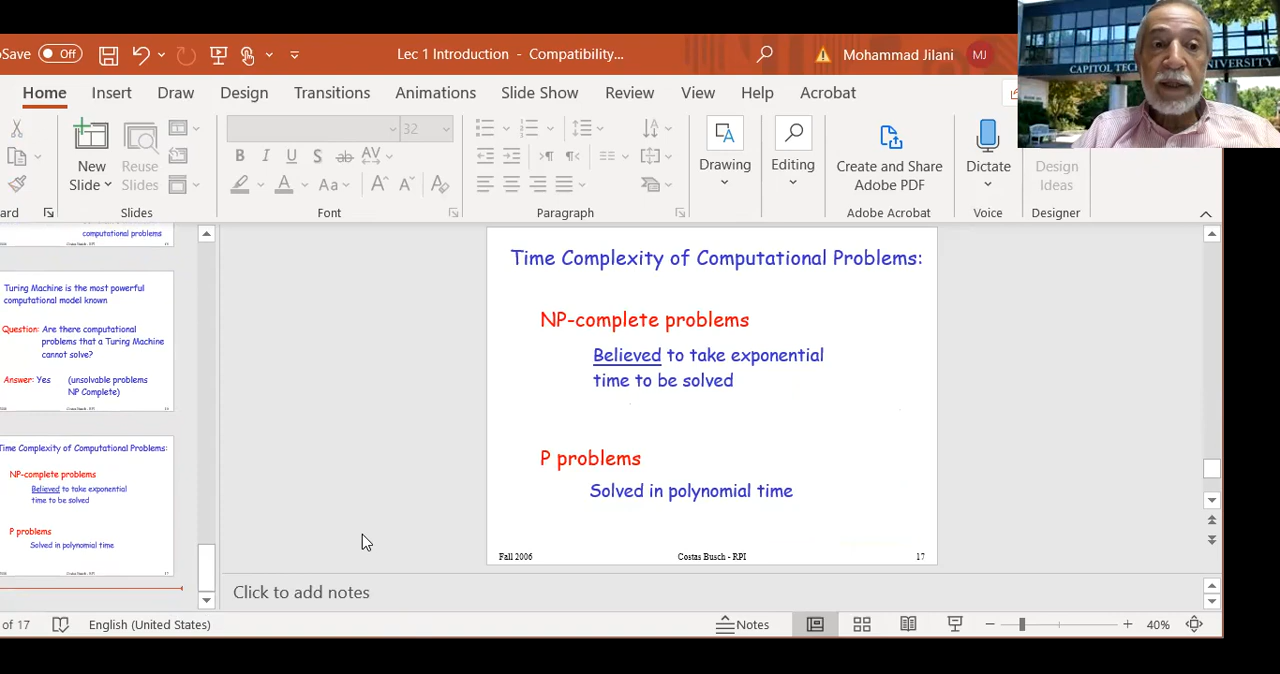 Save Off Lec 1 Introduction - Compatibility... Mohammad Jilani MJ
CAPITOL TECH UNIVERSITY
Home Insert Draw Design Transitions Animations Slide Show Review View Help Acrobat
32
New Slide
Reuse Slides
Drawing
Editing
Create and Share Adobe PDF
Dictate
Design Ideas
ard Slides Font Paragraph Adobe Acrobat Voice Designer
computational problems
Turing Machine is the most powerful
computational model known
Question: Are there computational
problems that a Turing Machine
cannot solve?
Answer: Yes (unsolvable problems
NP Complete)
Time Complexity of Computational Problems:
NP-complete problems
Believed to take exponential
time to be solved
P problems
Solved in polynomial time
Time Complexity of Computational Problems:
NP-complete problems
Believed to take exponential
time to be solved
P problems
Solved in polynomial time
Fall 2006 Costas Busch - RPI 17
Click to add notes
of 17 English (United States) Notes 40%